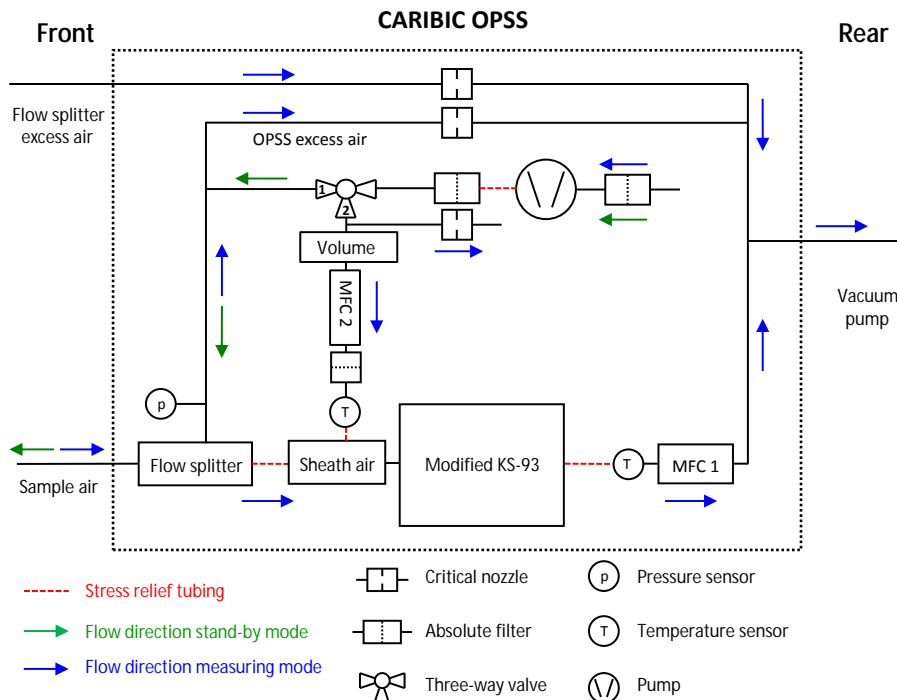 CARIBIC OPSS
Front
Rear
Flow splitter
excess air
OPSS excess air
1
2
Volume
MFC 2
Vacuum
pump
p
T
Flow splitter
Sheath air
Modified KS-93
T
MFC 1
Sample air
Stress relief tubing
Flow direction stand-by mode
Flow direction measuring mode
Critical nozzle
Absolute filter
Three-way valve
p
Pressure sensor
T
Temperature sensor
Pump